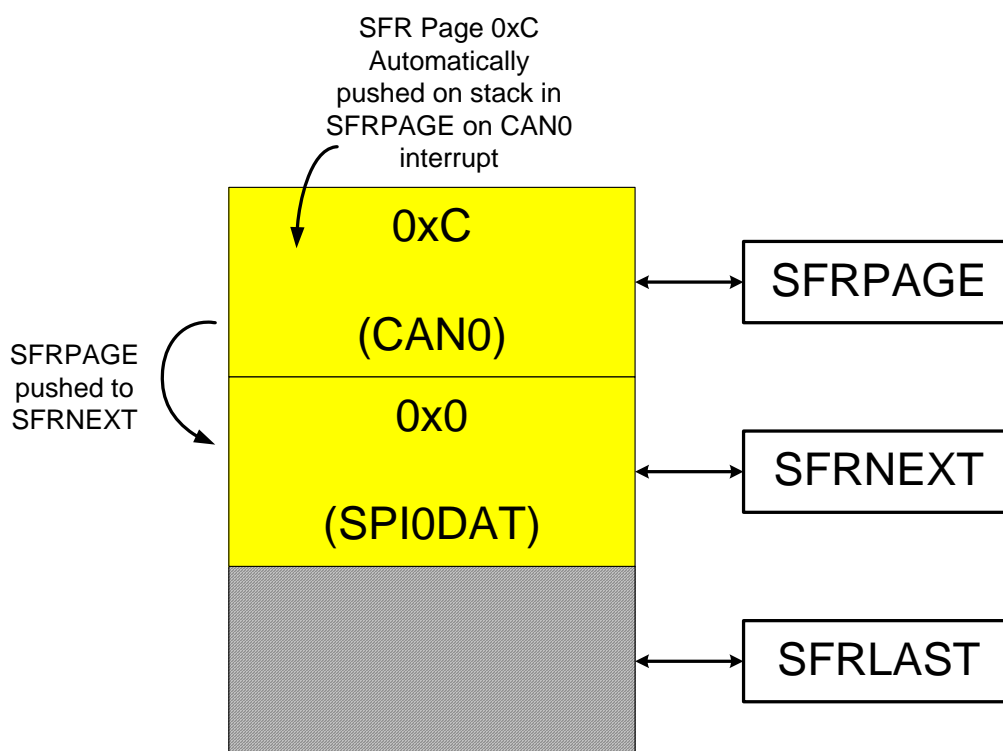 SFR Page 0xC
Automatically
pushed on stack in
SFRPAGE on CAN0
interrupt
0xC
(CAN0)
SFRPAGE
SFRPAGE
pushed to
SFRNEXT
0x0
(SPI0DAT)
SFRNEXT
SFRLAST